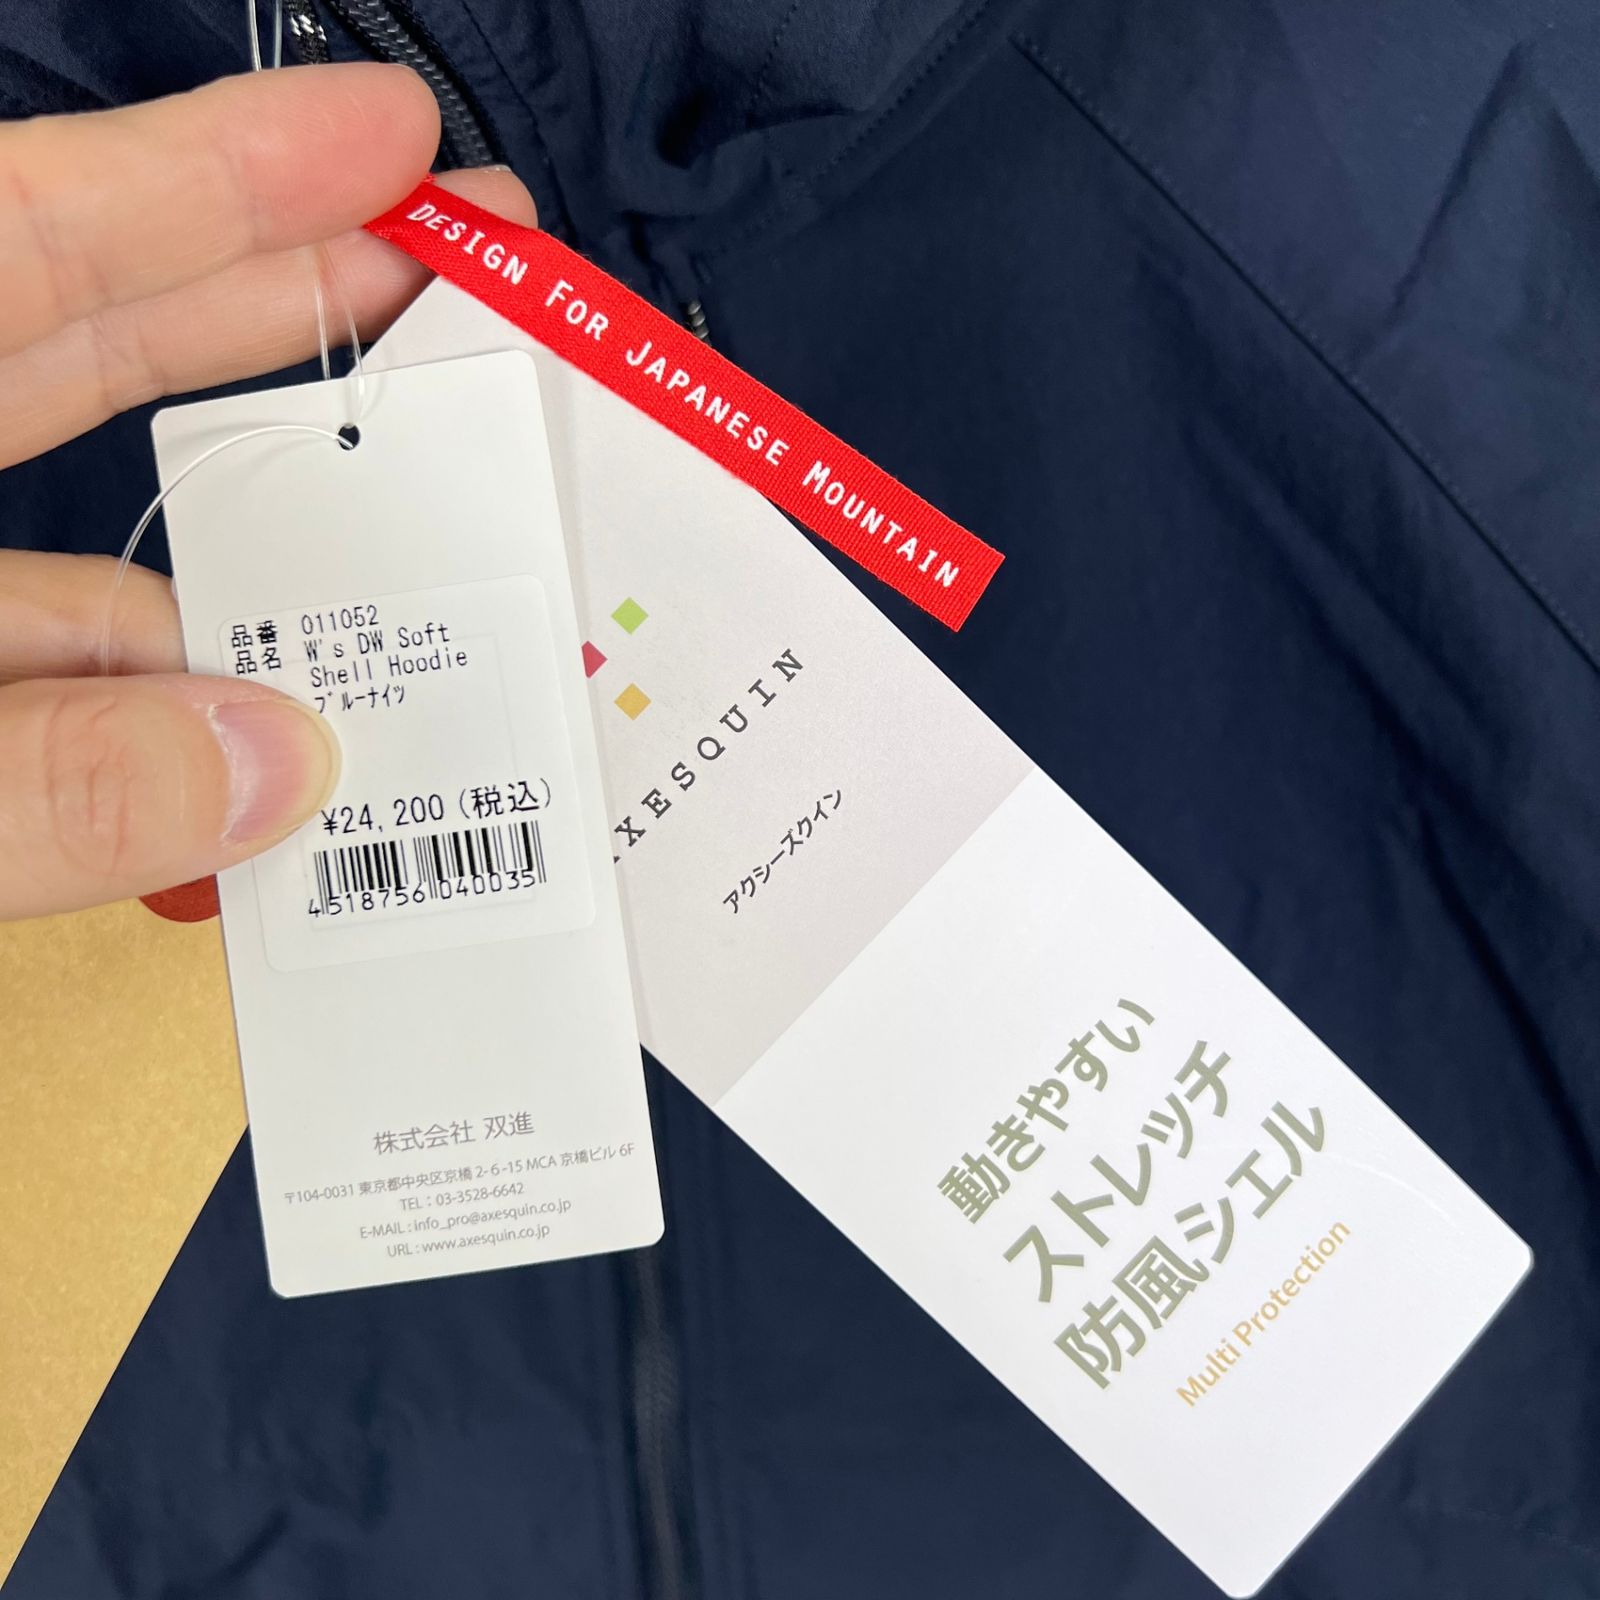 DESIGN FOR JAPANESE MOUNTAIN
品番 011052
品名 W's DW Soft
Shell Hoodie
ﾌﾞﾙｰﾅｲﾂ
¥24,200(税込)
4518756040035
株式会社 双進
〒104-0031 東京都中央区京橋 2-6-15 MCA 京橋ビル 6F
TEL : 03-3528-6642
E-MAIL : info_pro@axesquin.co.jp
URL : www.axesquin.co.jp
AXESQUIN
アクシーズクイン
動きやすい
ストレッチ
防風シェル
Multi Protection